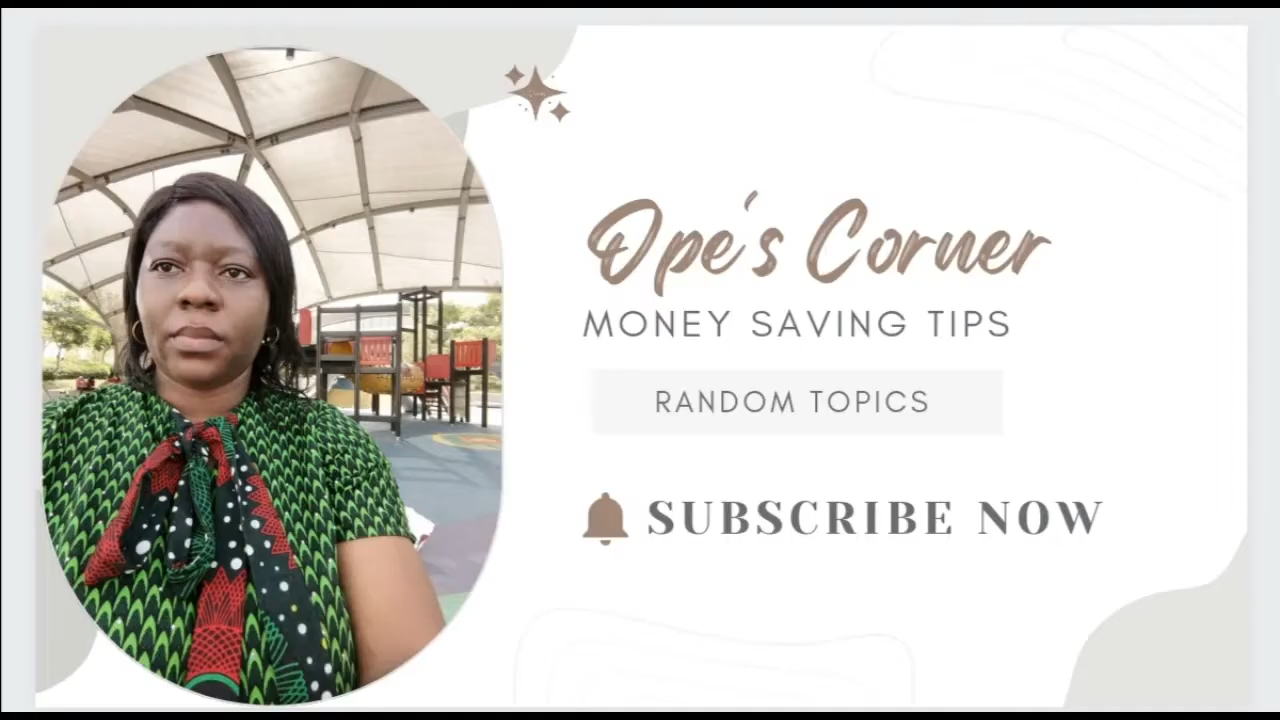 Ope's Corner
MONEY SAVING TIPS
RANDOM TOPICS
SUBSCRIBE NOW